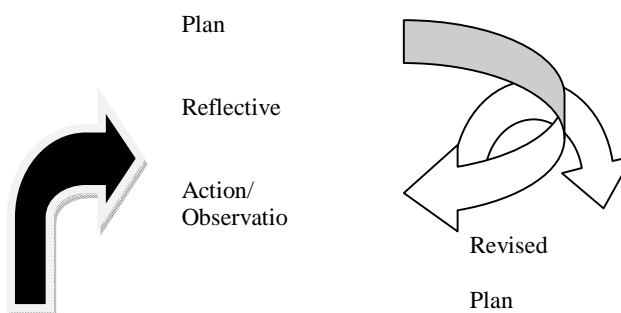 Plan
Reflective
Action/
Observatio
Revised
Plan